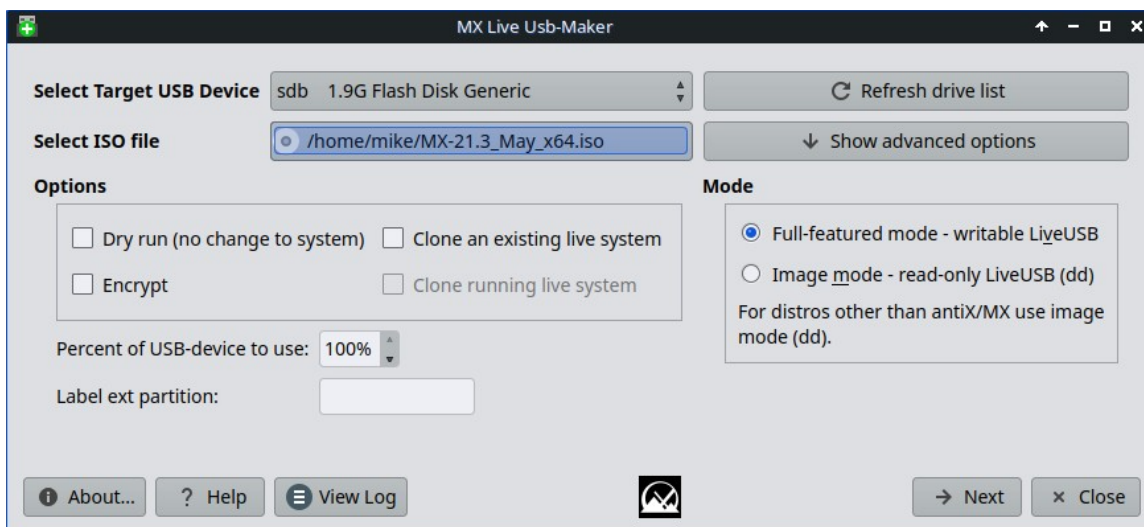 MX Live Usb-Maker
Select Target USB Device sdb 1.9G Flash Disk Generic Refresh drive list
Select ISO file /home/mike/MX-21.3_May_x64.iso Show advanced options
Options
Dry run (no change to system) Clone an existing live system
Encrypt Clone running live system
Percent of USB-device to use: 100%
Label ext partition:
Mode
Full-featured mode - writable LiveUSB
Image mode - read-only LiveUSB (dd)
For distros other than antiX/MX use image
mode (dd).
About... ? Help View Log Next Close